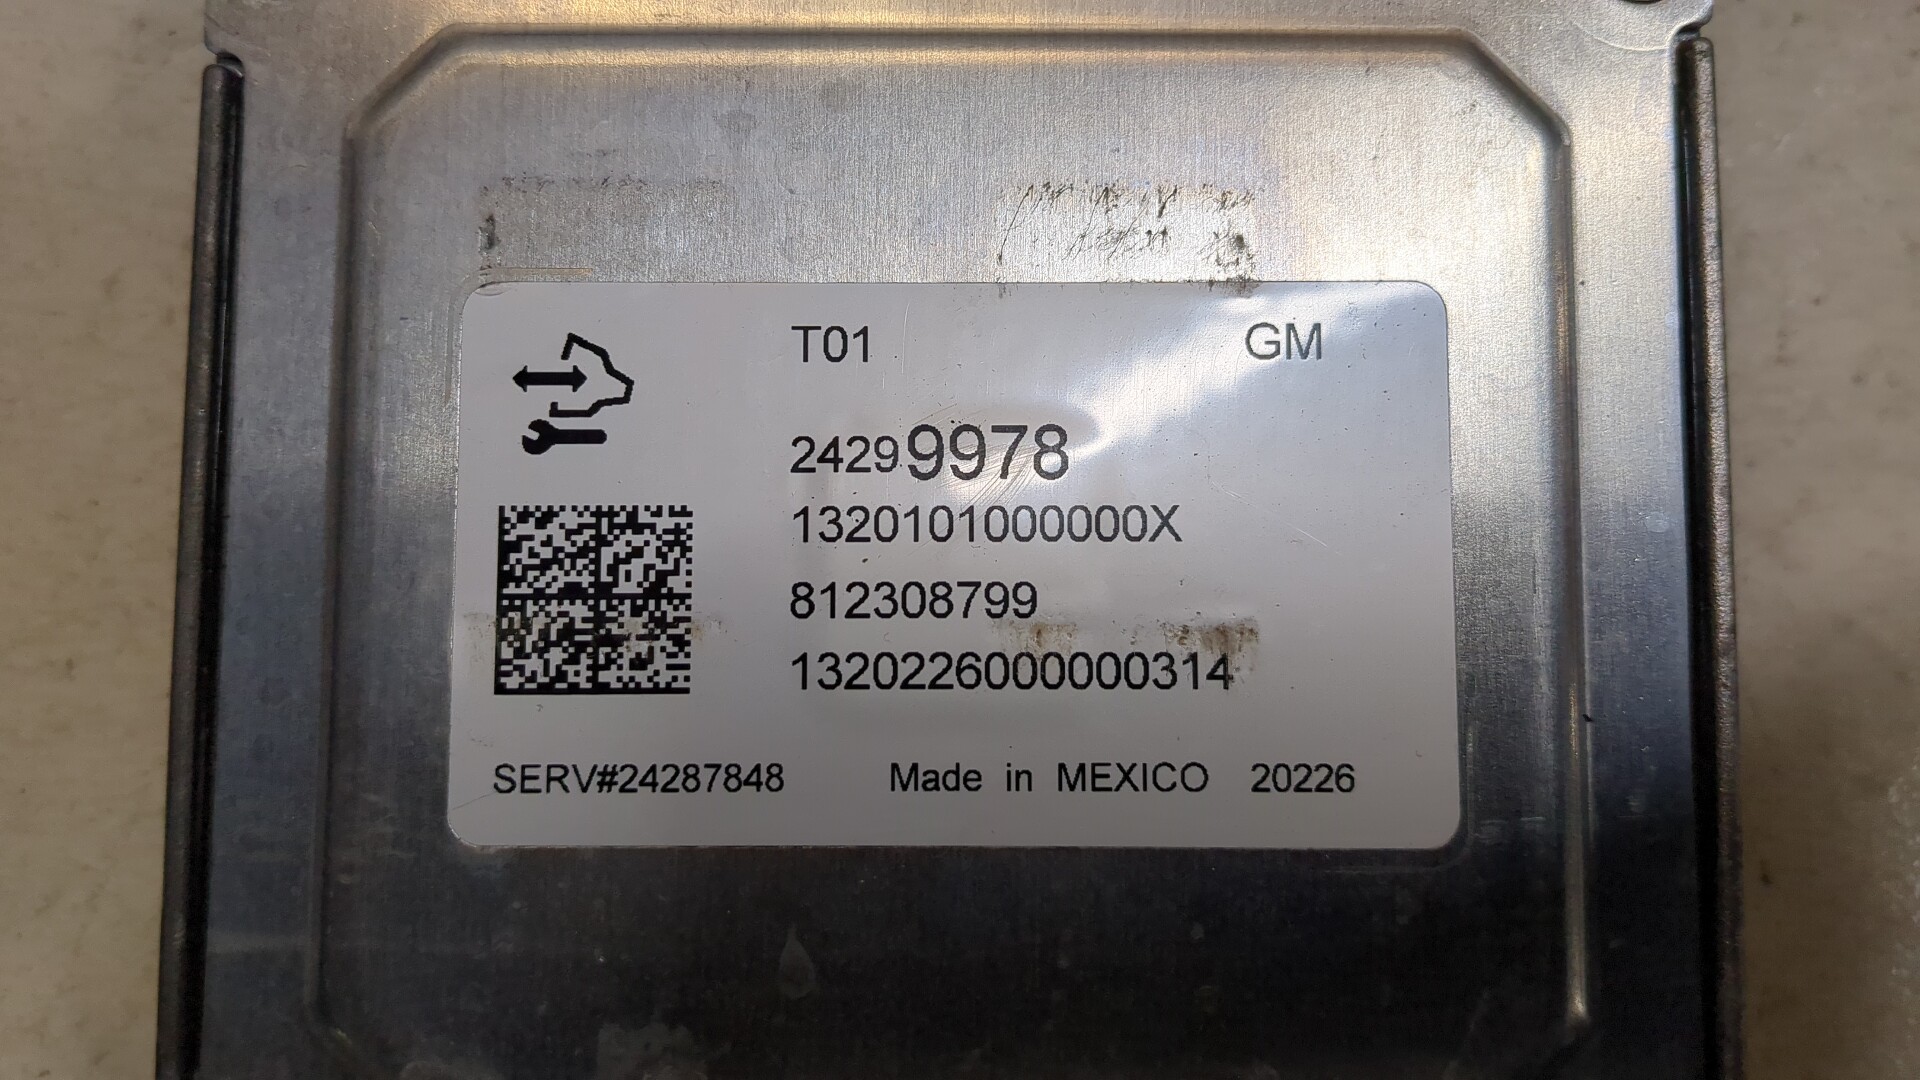 T01 GM
24299978
1320101000000X
812308799
1320226000000314
SERV#24287848 Made in MEXICO 20226